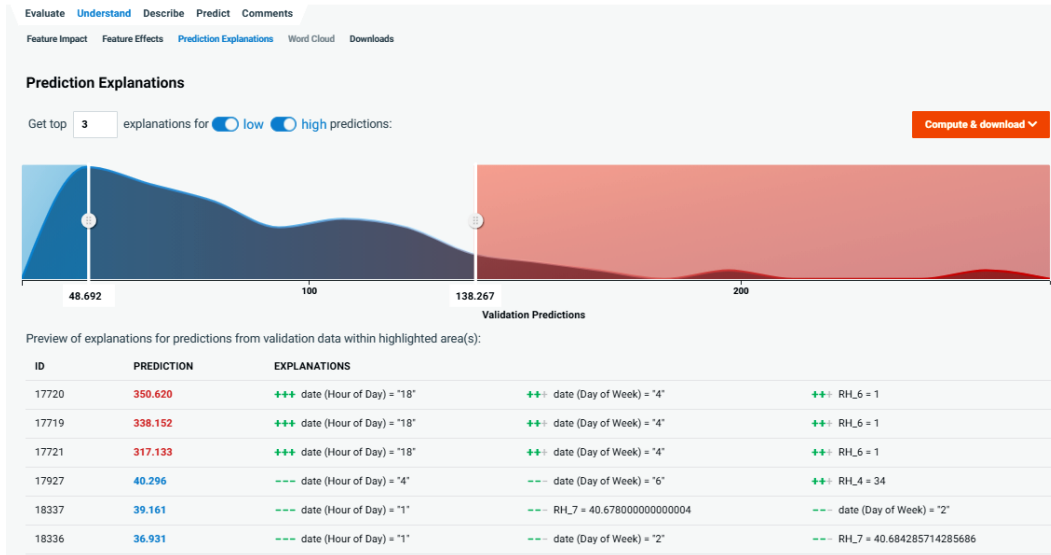 Evaluate Understand Describe Predict Comments
Feature Impact Feature Effects Prediction Explanations Word Cloud Downloads
Prediction Explanations
Get top 3 explanations for low high predictions:
Compute & download
48.692 100 138.267 200
Validation Predictions
Preview of explanations for predictions from validation data within highlighted area(s):
ID PREDICTION EXPLANATIONS
17720 350.620 +++ date (Hour of Day) = "18" +++ date (Day of Week) = "4" +++ RH_6 = 1
17719 338.152 +++ date (Hour of Day) = "18" +++ date (Day of Week) = "4" +++ RH_6 = 1
17721 317.133 +++ date (Hour of Day) = "18" +++ date (Day of Week) = "4" +++ RH_6 = 1
17927 40.296 --- date (Hour of Day) = "4" --- date (Day of Week) = "6" +++ RH_4 = 34
18337 39.161 --- date (Hour of Day) = "1" --- RH_7 = 40.678000000000004 --- date (Day of Week) = "2"
18336 36.931 --- date (Hour of Day) = "1" --- date (Day of Week) = "2" --- RH_7 = 40.684285714285686